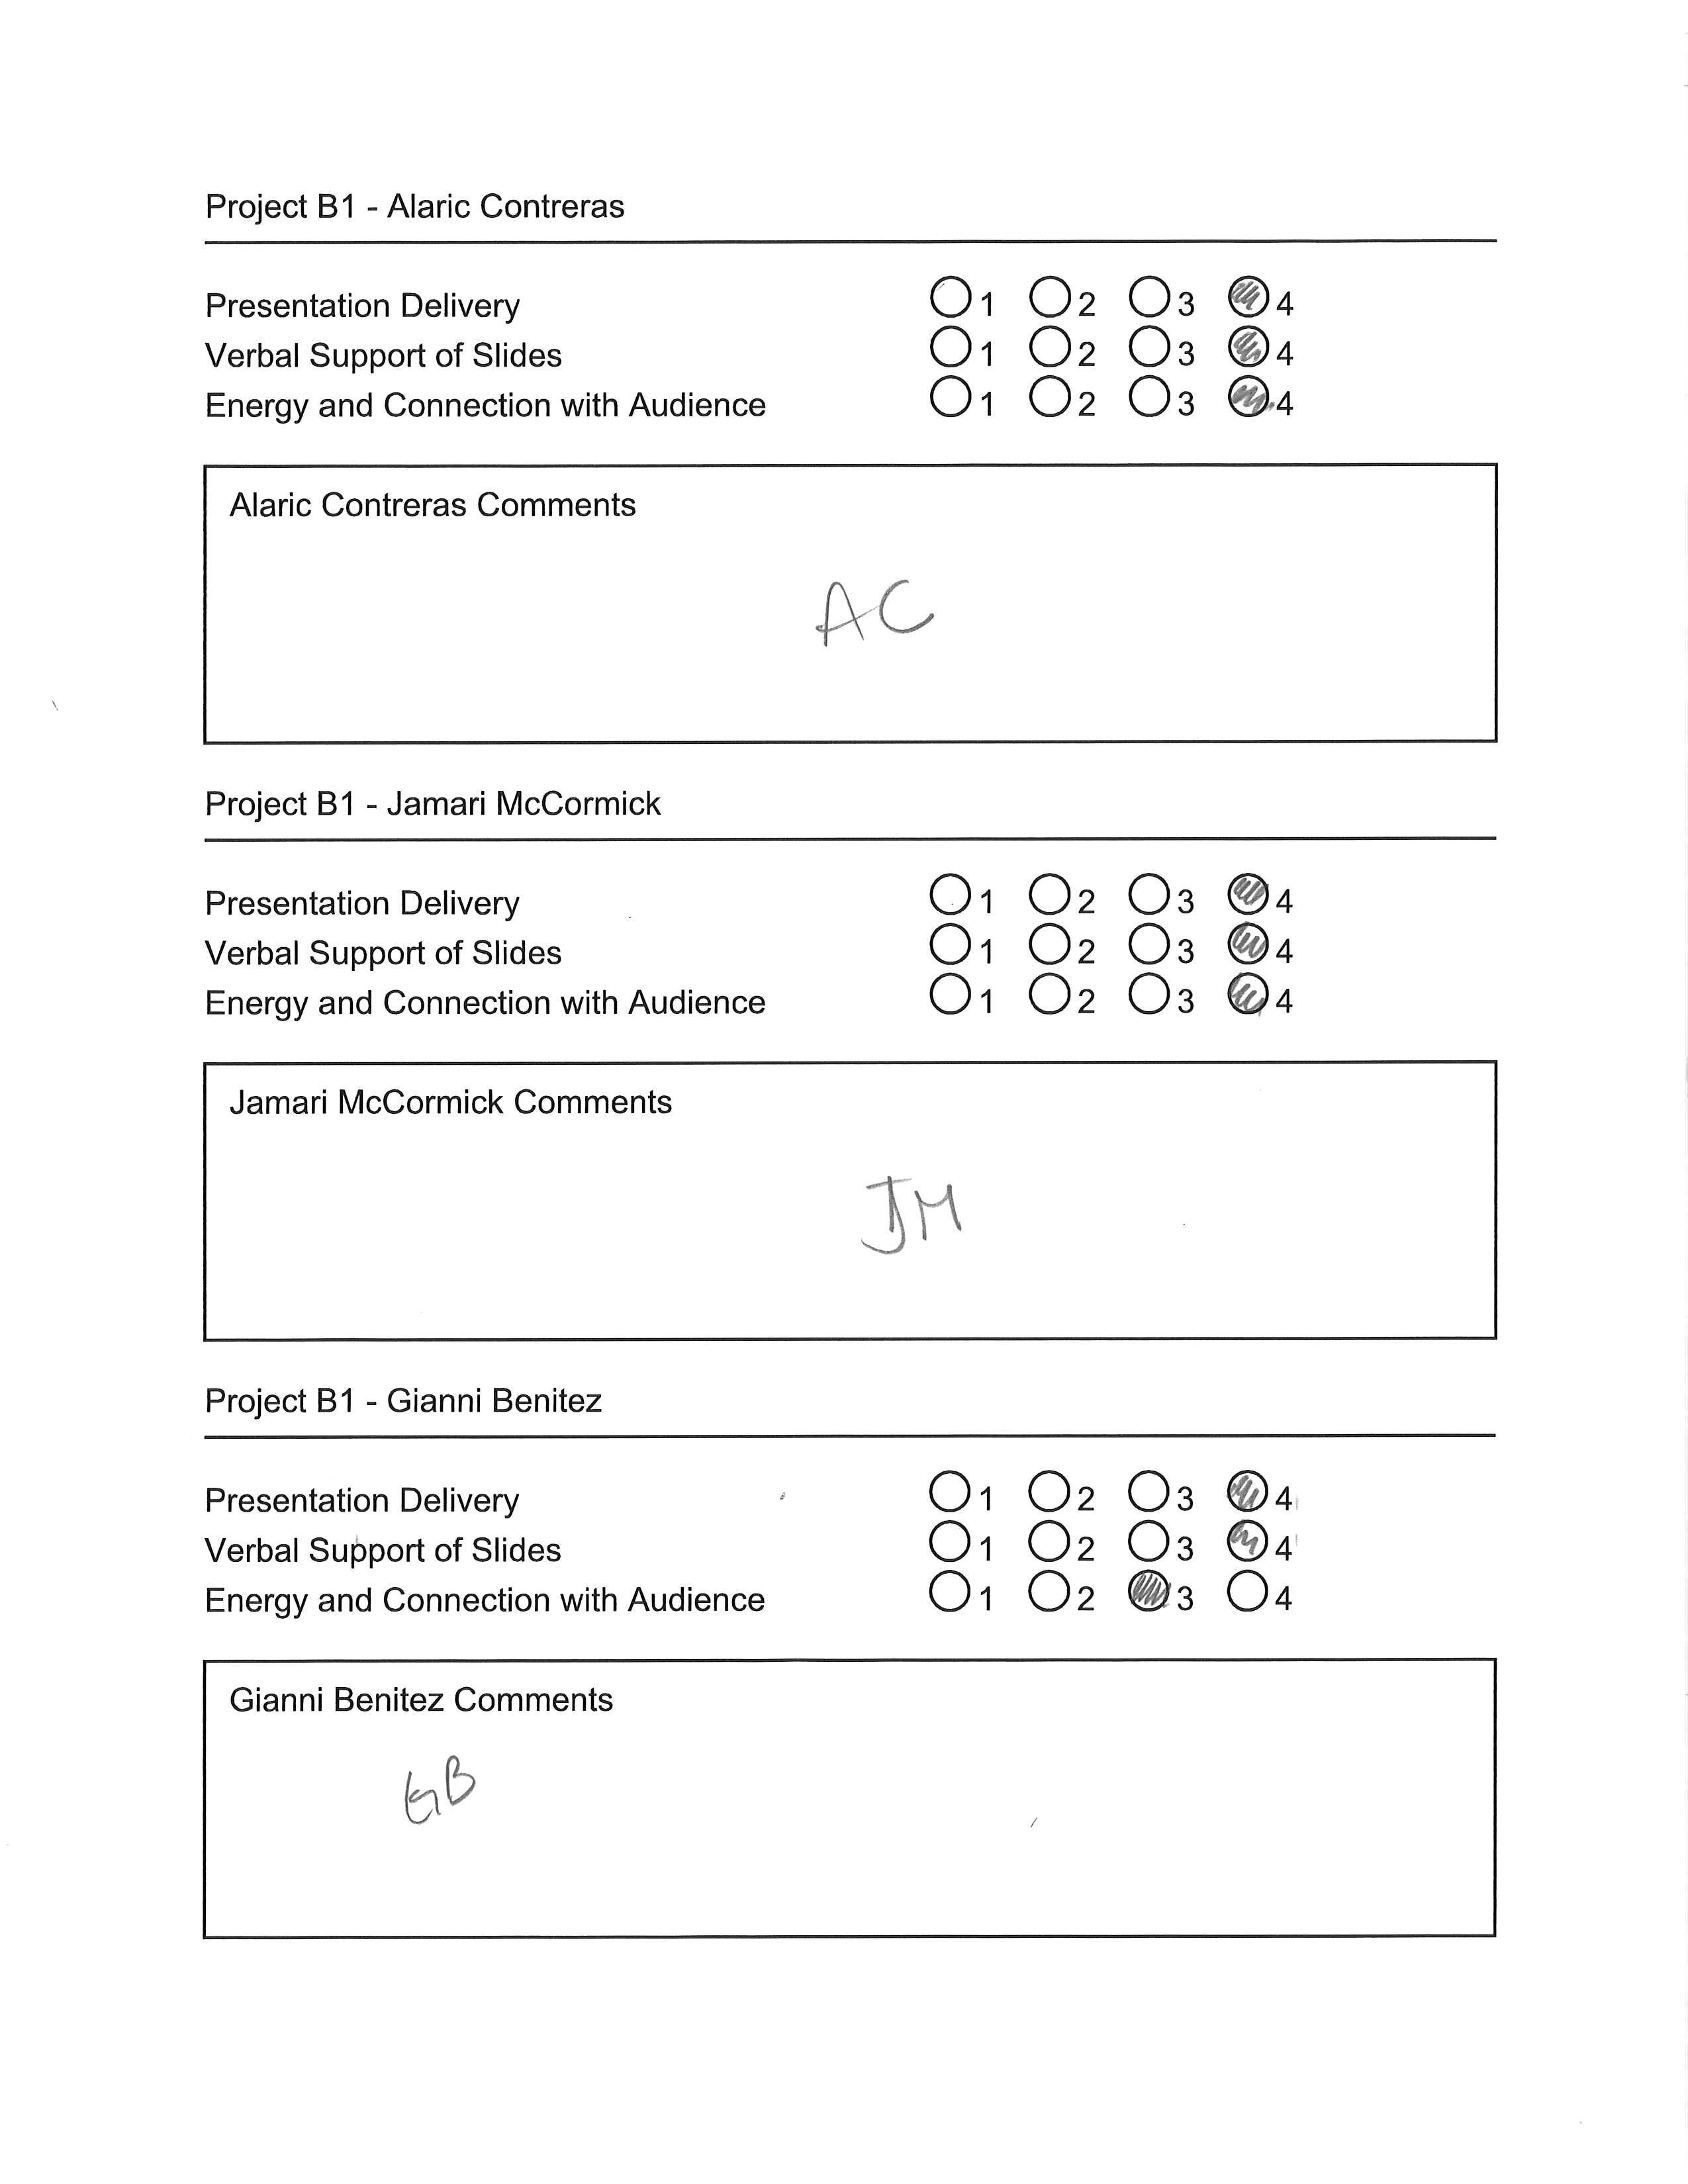 Project B1 - Alaric Contreras
Presentation Delivery 1 2 3 4
Verbal Support of Slides 1 2 3 4
Energy and Connection with Audience 1 2 3 4
Alaric Contreras Comments
AC
Project B1 - Jamari McCormick
Presentation Delivery 1 2 3 4
Verbal Support of Slides 1 2 3 4
Energy and Connection with Audience 1 2 3 4
Jamari McCormick Comments
JM
Project B1 - Gianni Benitez
Presentation Delivery 1 2 3 4
Verbal Support of Slides 1 2 3 4
Energy and Connection with Audience 1 2 3 4
Gianni Benitez Comments
GB